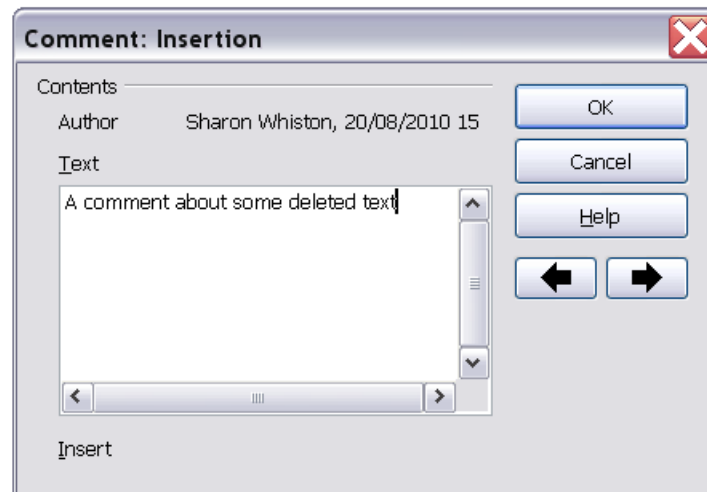 Comment: Insertion
Contents
Author Sharon Whiston, 20/08/2010 15
OK
Text
Cancel
A comment about some deleted text
Help
Insert